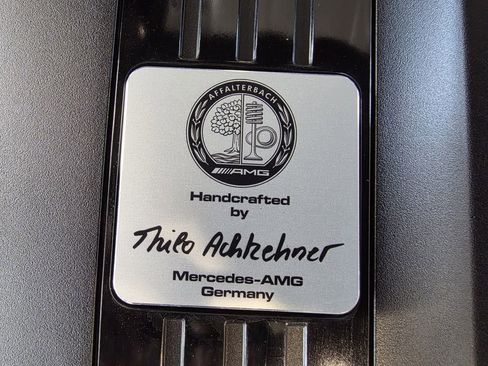 AFFALTERBACH
AMG
Handcrafted
by
Thilo Achtzehner
Mercedes-AMG
Germany